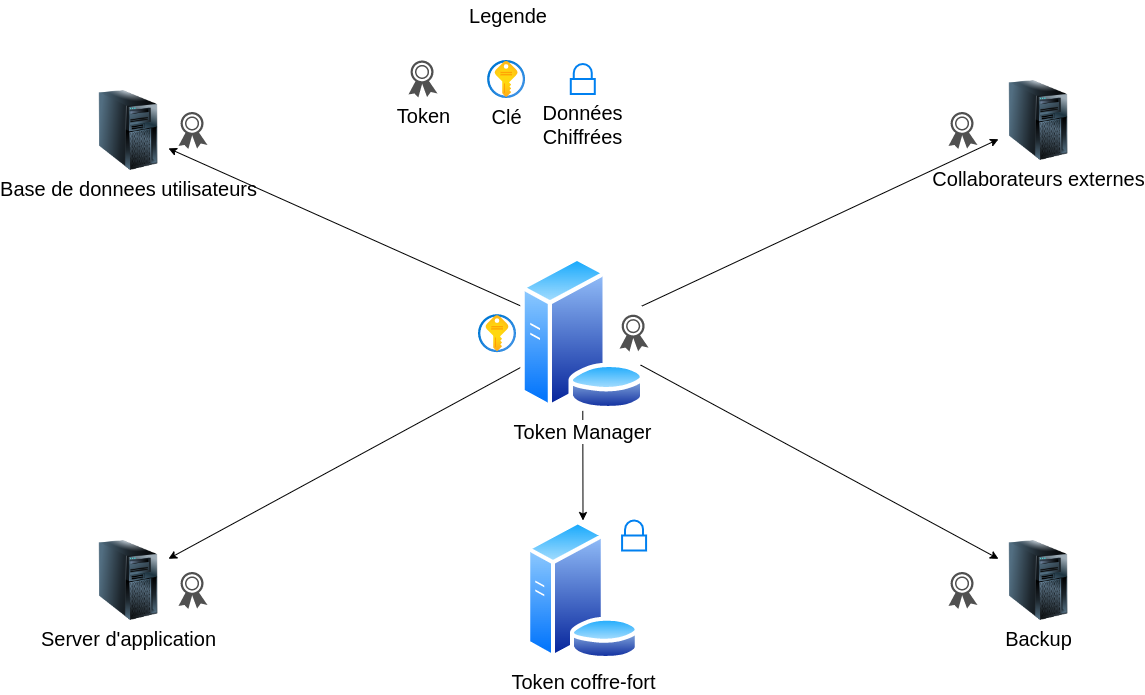 Legende
Token
Clé
Données
Chiffrées
Base de donnees utilisateurs
Collaborateurs externes
Token Manager
Server d'application
Backup
Token coffre-fort